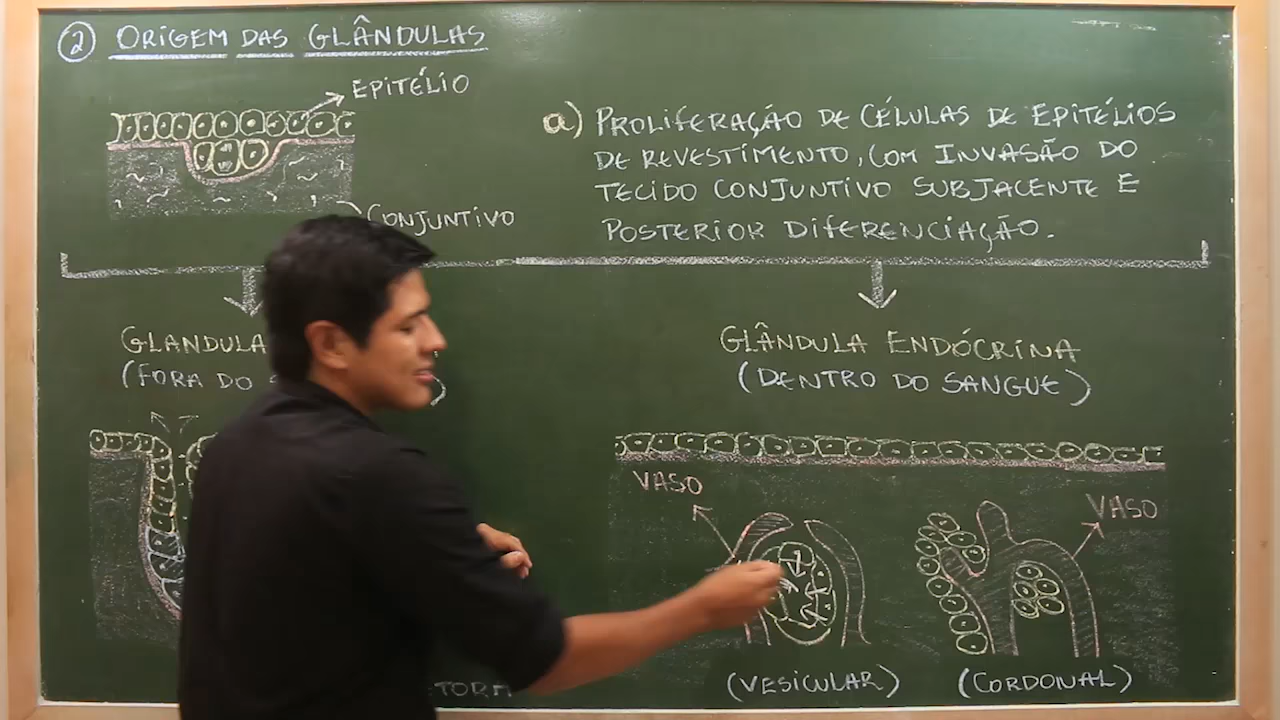 ② ORIGEM DAS GLÂNDULAS
EPITÉLIO
CONJUNTIVO
a) PROLIFERAÇÃO DE CÉLULAS DE EPITÉLIOS
DE REVESTIMENTO, COM INVASÃO DO
TECIDO CONJUNTIVO SUBJACENTE E
POSTERIOR DIFERENCIAÇÃO.
GLANDULA
(FORA DO
GLÂNDULA ENDÓCRINA
(DENTRO DO SANGUE)
VASO
VASO
(VESICULAR)
(CORDONAL)